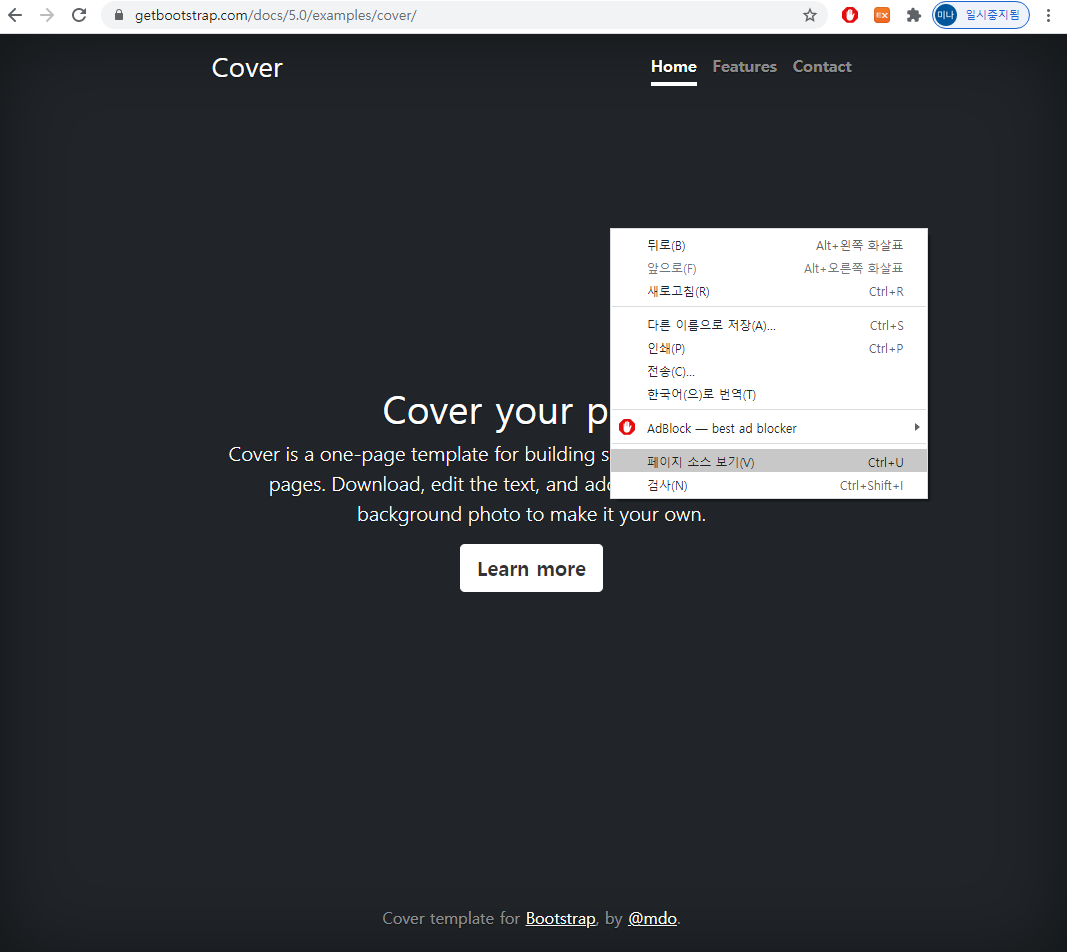 getbootstrap.com/docs/5.0/examples/cover/
미나 일시중지됨
Cover Home Features Contact
뒤로(B) Alt+왼쪽 화살표
앞으로(F) Alt+오른쪽 화살표
새로고침(R) Ctrl+R
다른 이름으로 저장(A)... Ctrl+S
인쇄(P) Ctrl+P
전송(C)...
한국어(으)로 번역(T)
AdBlock — best ad blocker
페이지 소스 보기(V) Ctrl+U
검사(N) Ctrl+Shift+I
Cover your p
Cover is a one-page template for building s
pages. Download, edit the text, and add
background photo to make it your own.
Learn more
Cover template for Bootstrap, by @mdo.